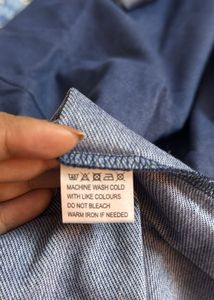 MACHINE WASH COLD
WITH LIKE COLOURS
DO NOT BLEACH
WARM IRON IF NEEDED